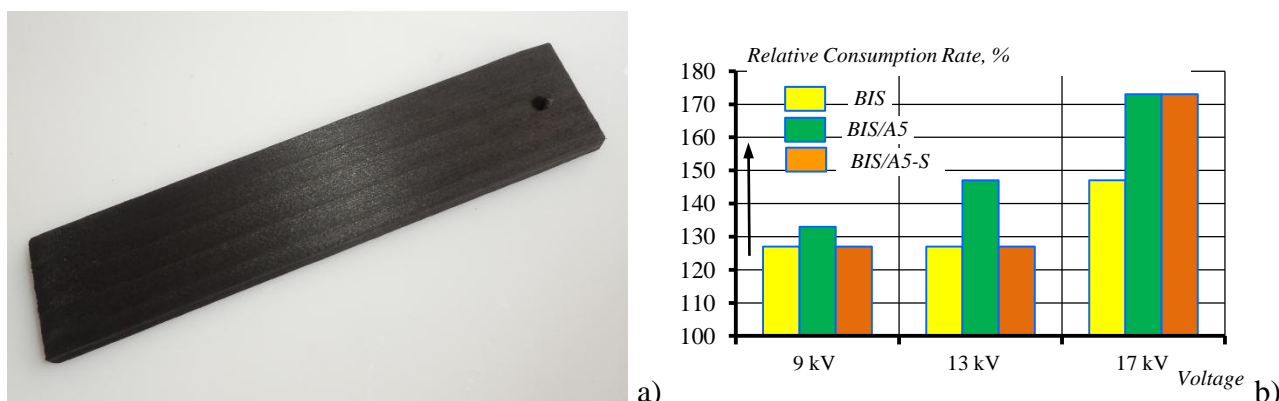 Relative Consumption Rate, %
180
170
160
150
140
130
120
110
100
BIS
BIS/A5
BIS/A5-S
9 kV
13 kV
17 kV
Voltage
a)
b)